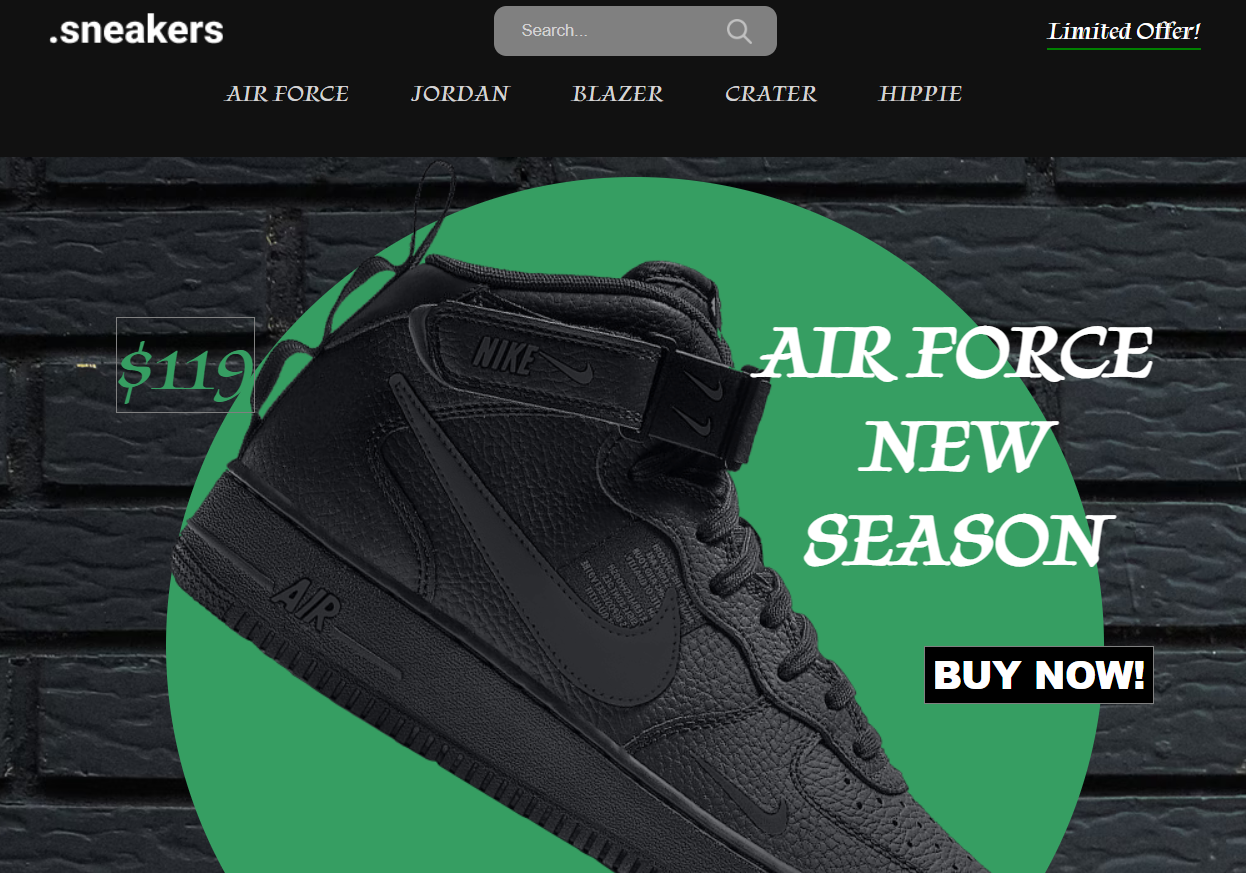 .sneakers
Search...
Limited Offer!
AIR FORCE
JORDAN
BLAZER
CRATER
HIPPIE
$119
NIKE
AIR FORCE
NEW
SEASON
AIR
BUY NOW!